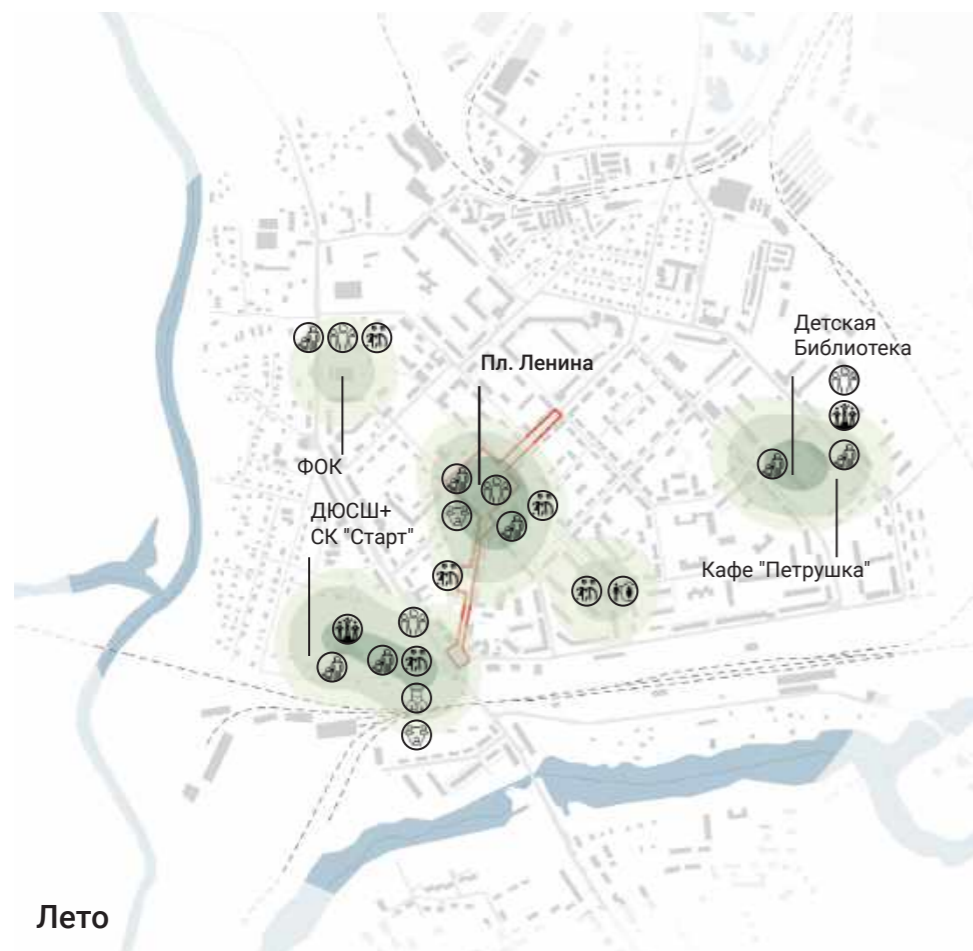 Детская
Библиотека
Пл. Ленина
ФОК
ДЮСШ+
СК "Старт"
Кафе "Петрушка"
Лето